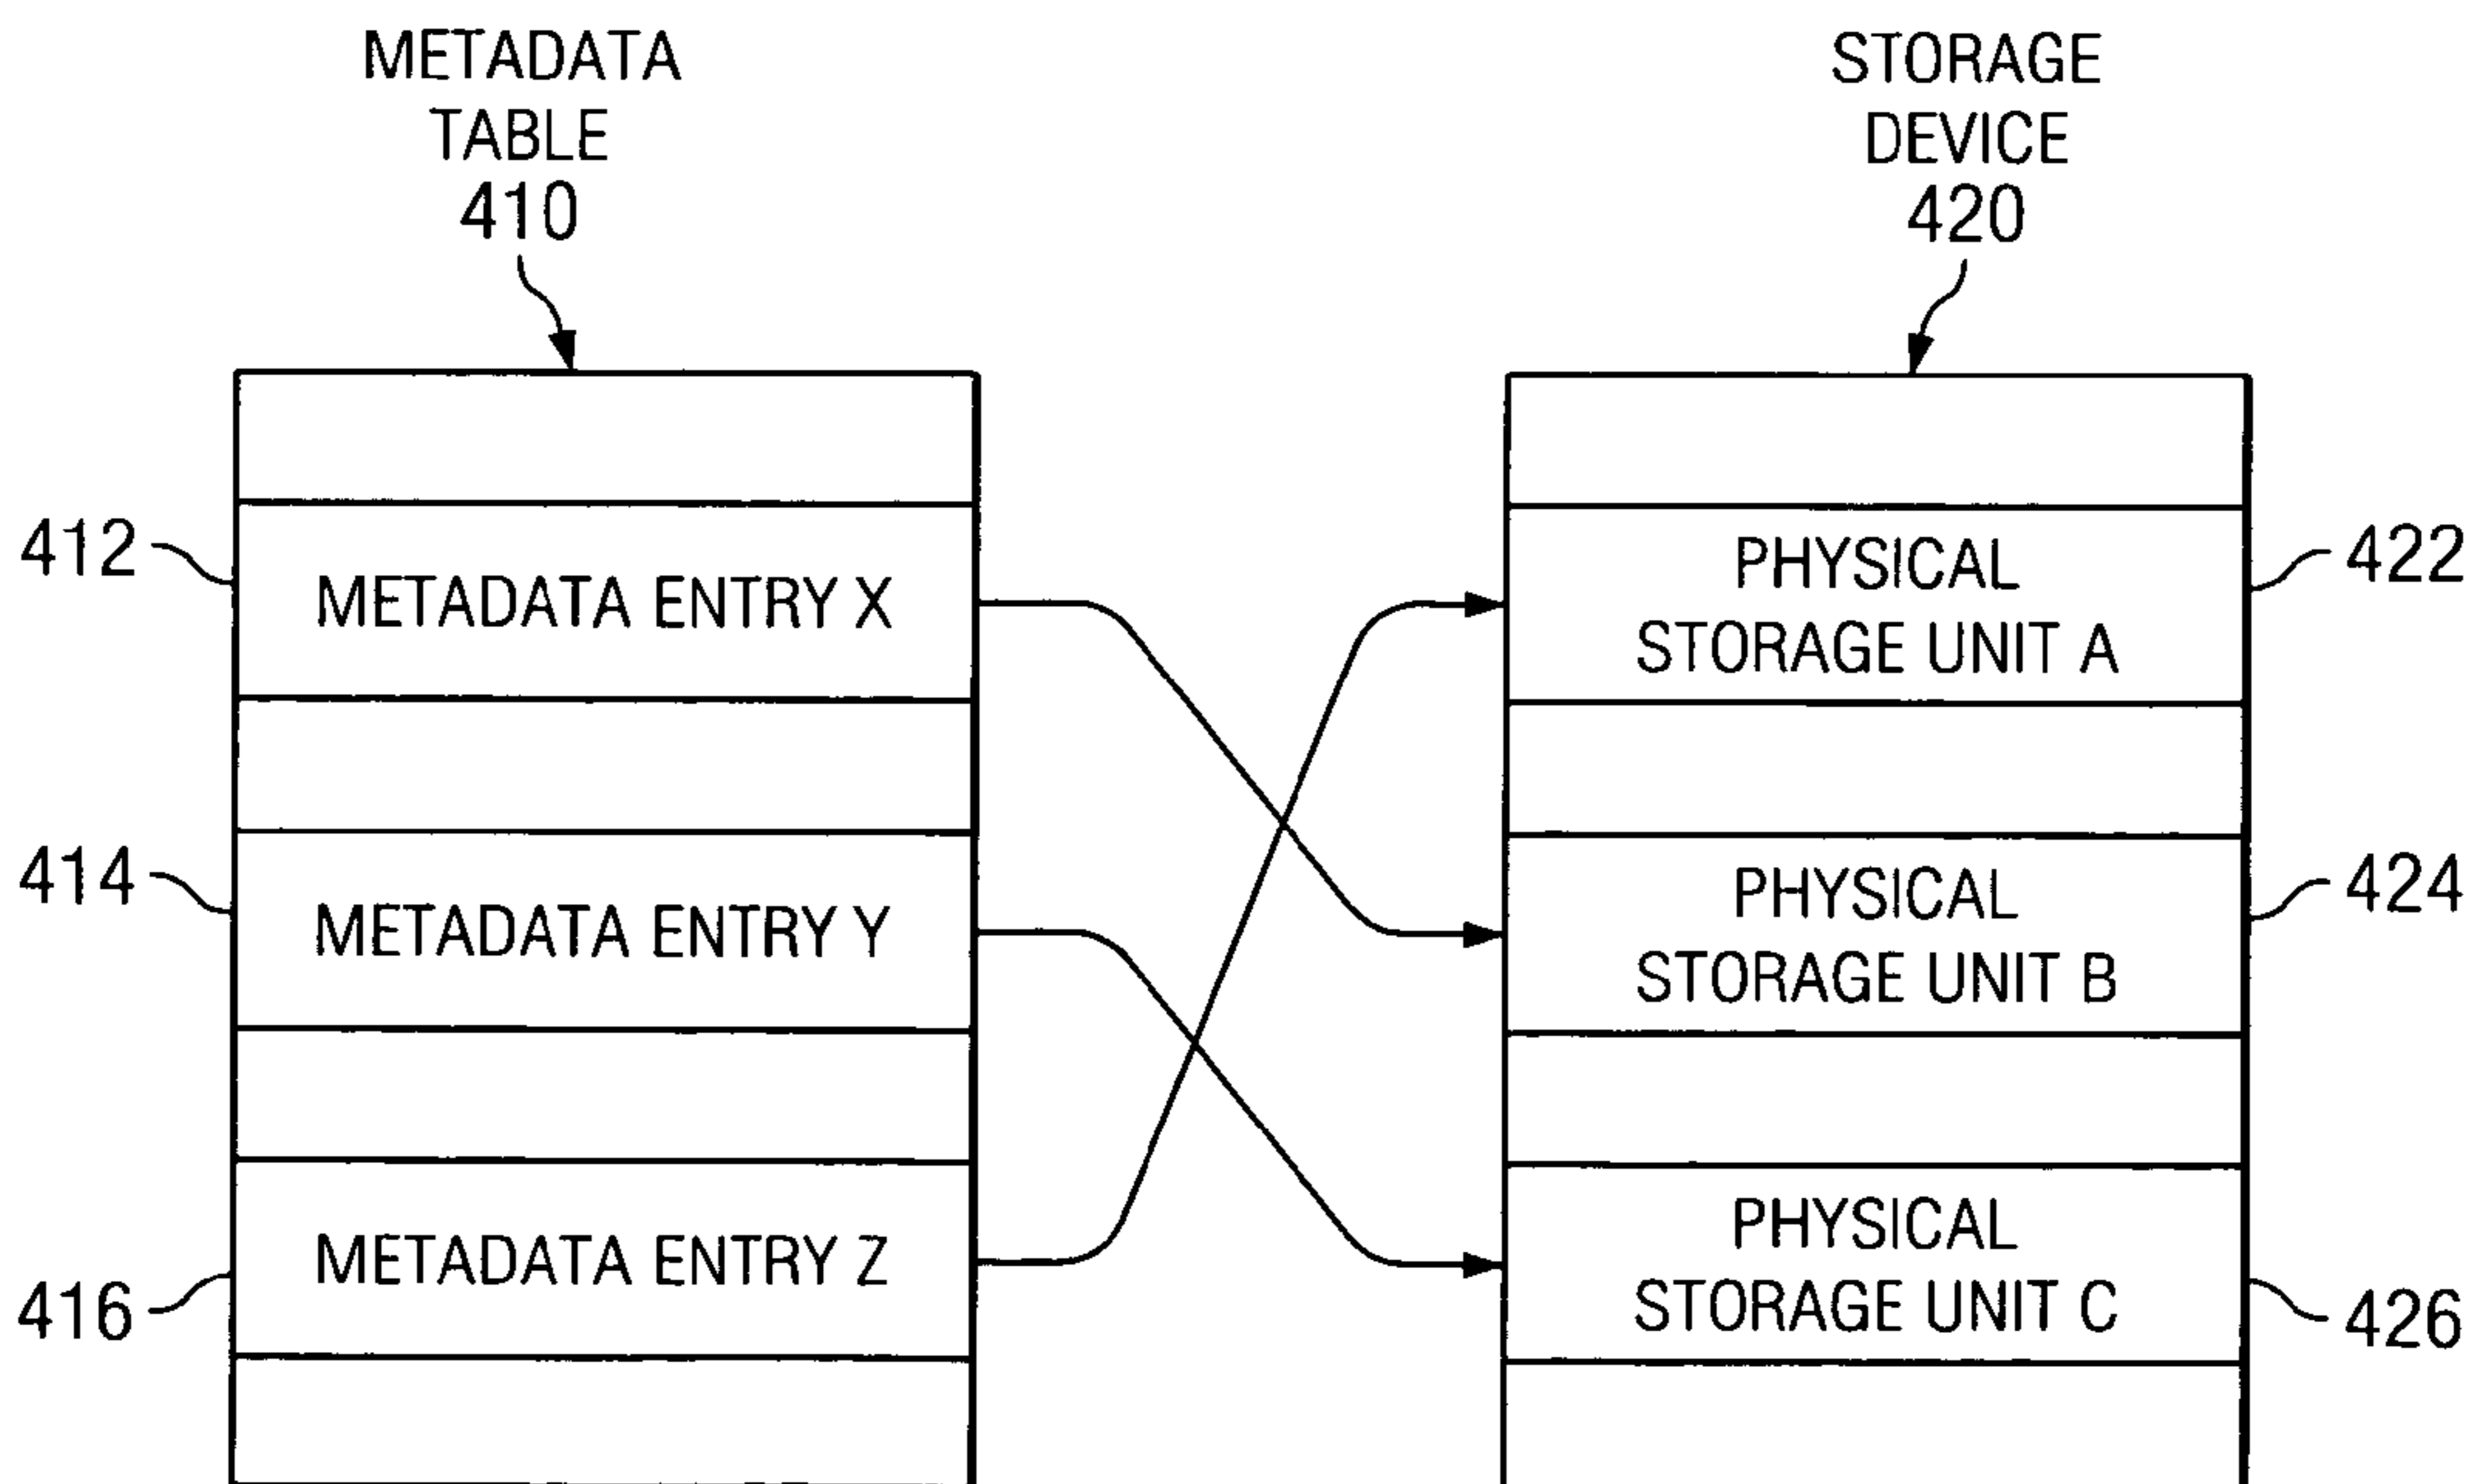 METADATA
TABLE
410
STORAGE
DEVICE
420
412
METADATA ENTRY X
PHYSICAL
STORAGE UNIT A
422
414
METADATA ENTRY Y
PHYSICAL
STORAGE UNIT B
424
416
METADATA ENTRY Z
PHYSICAL
STORAGE UNIT C
426